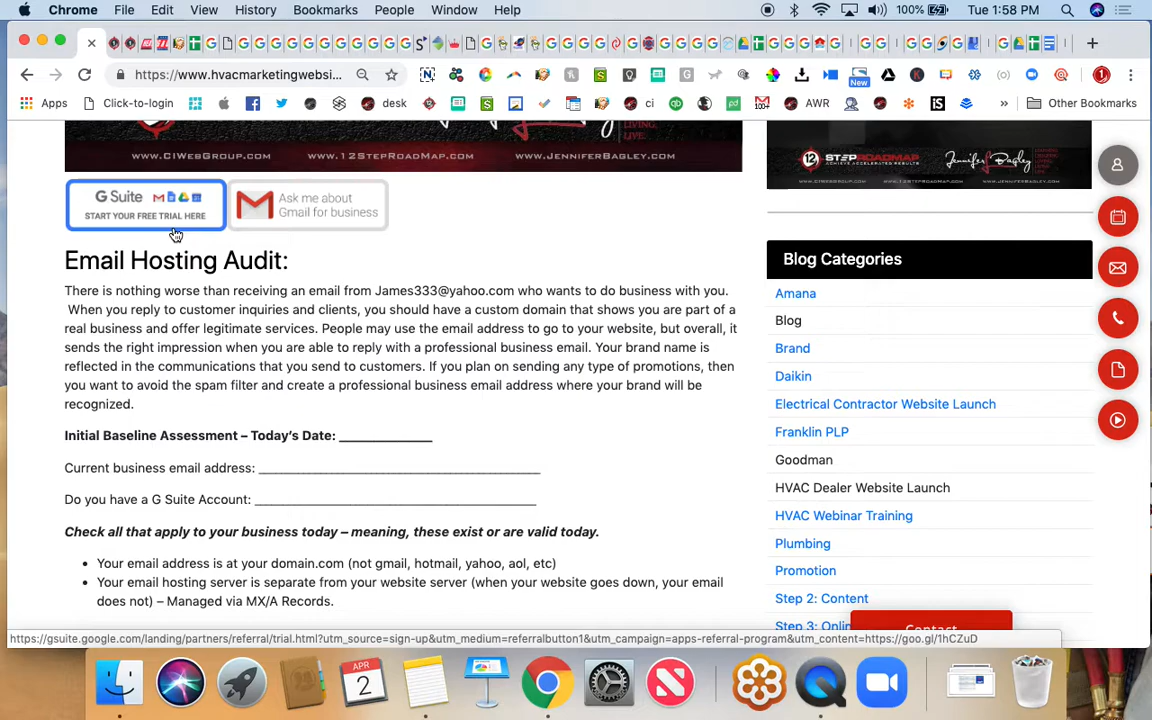 Chrome File Edit View History Bookmarks People Window Help 100% Tue 1:58 PM
https://www.hvacmarketingwebsi... New
Apps Click-to-login desk ci 100+ AWR iS » Other Bookmarks
LIVING.
LIVE.
WWW.CIWEBGROUP.COM WWW.12STEPROADMAP.COM WWW.JENNIFERBAGLEY.COM
12 STEPROADMAP Jennifer Bagley
G Suite
START YOUR FREE TRIAL HERE
Ask me about
Gmail for business
Email Hosting Audit:
There is nothing worse than receiving an email from James333@yahoo.com who wants to do business with you.
When you reply to customer inquiries and clients, you should have a custom domain that shows you are part of a
real business and offer legitimate services. People may use the email address to go to your website, but overall, it
sends the right impression when you are able to reply with a professional business email. Your brand name is
reflected in the communications that you send to customers. If you plan on sending any type of promotions, then
you want to avoid the spam filter and create a professional business email address where your brand will be
recognized.
Initial Baseline Assessment – Today's Date: ______________
Current business email address: ________________________________________
Do you have a G Suite Account: ________________________________________
Check all that apply to your business today – meaning, these exist or are valid today.
• Your email address is at your domain.com (not gmail, hotmail, yahoo, aol, etc)
• Your email hosting server is separate from your website server (when your website goes down, your email
does not) – Managed via MX/A Records.
Blog Categories
Amana
Blog
Brand
Daikin
Electrical Contractor Website Launch
Franklin PLP
Goodman
HVAC Dealer Website Launch
HVAC Webinar Training
Plumbing
Promotion
Step 2: Content
Step 3: Onlin
Contact
https://gsuite.google.com/landing/partners/referral/trial.html?utm_source=sign-up&utm_medium=referralbutton1&utm_campaign=apps-referral-program&utm_content=https://goo.gl/1hCZuD
APR
2